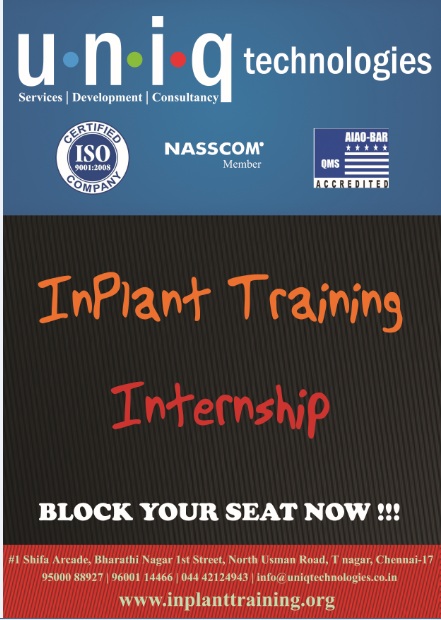 u·n·i·q technologies
Services | Development | Consultancy
CERTIFIED
ISO
9001:2008
COMPANY
NASSCOM®
Member
AIAO-BAR
QMS
ACCREDITED
InPlant Training
Internship
BLOCK YOUR SEAT NOW !!!
#1 Shifa Arcade, Bharathi Nagar 1st Street, North Usman Road, T nagar, Chennai-17
95000 88927 | 96001 14466 | 044 42124943 | info@uniqtechnologies.co.in
www.inplanttraining.org